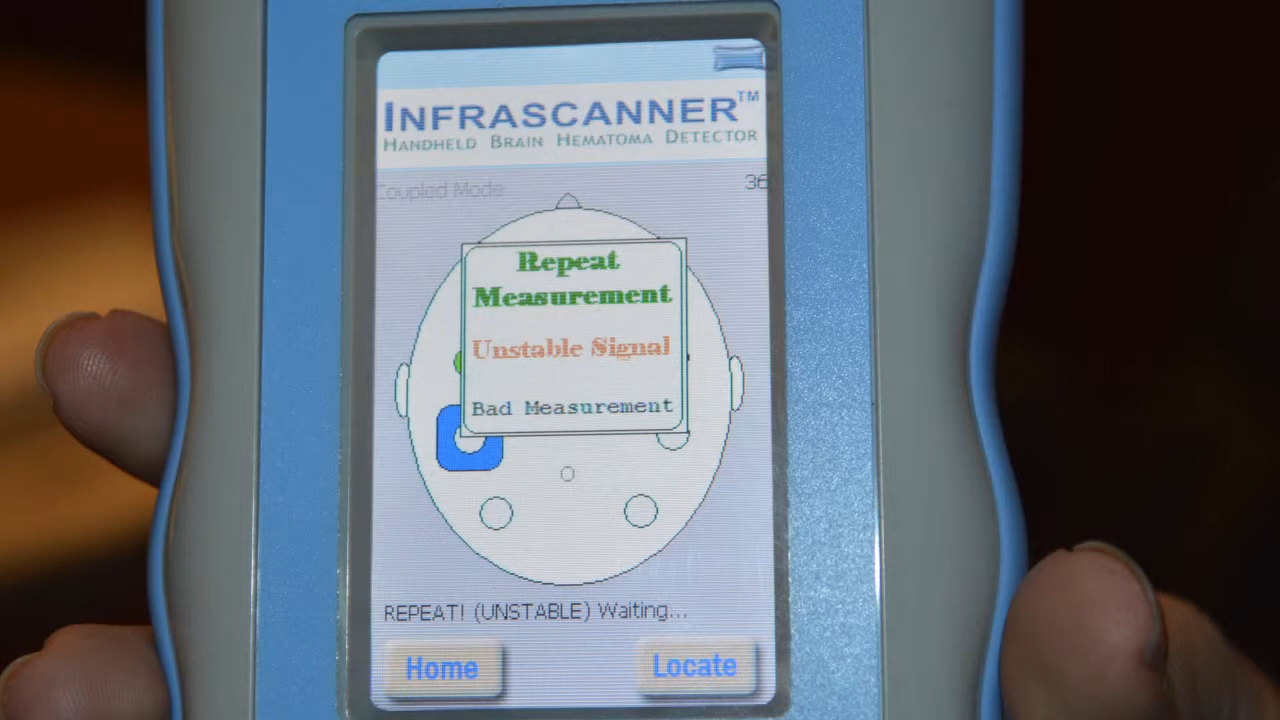 INFRASCANNER™
HANDHELD BRAIN HEMATOMA DETECTOR
Coupled Mode 36
Repeat
Measurement
Unstable Signal
Bad Measurement
REPEAT! (UNSTABLE) Waiting...
Home Locate